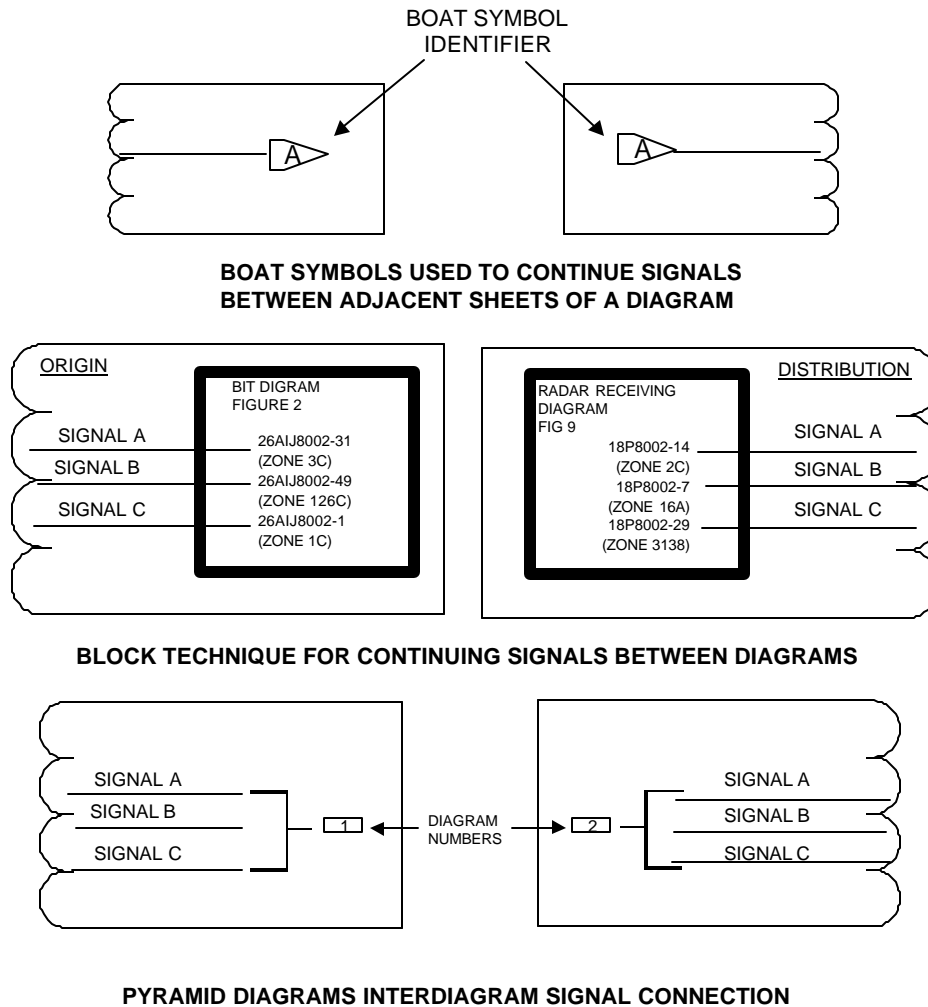 BOAT SYMBOL
IDENTIFIER
A
A
BOAT SYMBOLS USED TO CONTINUE SIGNALS
BETWEEN ADJACENT SHEETS OF A DIAGRAM
ORIGIN
BIT DIGRAM
FIGURE 2
SIGNAL A
26AIJ8002-31
(ZONE 3C)
SIGNAL B
26AIJ8002-49
(ZONE 126C)
SIGNAL C
26AIJ8002-1
(ZONE 1C)
DISTRIBUTION
RADAR RECEIVING
DIAGRAM
FIG 9
18P8002-14
(ZONE 2C)
SIGNAL A
18P8002-7
(ZONE 16A)
SIGNAL B
18P8002-29
(ZONE 3138)
SIGNAL C
BLOCK TECHNIQUE FOR CONTINUING SIGNALS BETWEEN DIAGRAMS
SIGNAL A
SIGNAL B
SIGNAL C
1
DIAGRAM
NUMBERS
2
SIGNAL A
SIGNAL B
SIGNAL C
PYRAMID DIAGRAMS INTERDIAGRAM SIGNAL CONNECTION